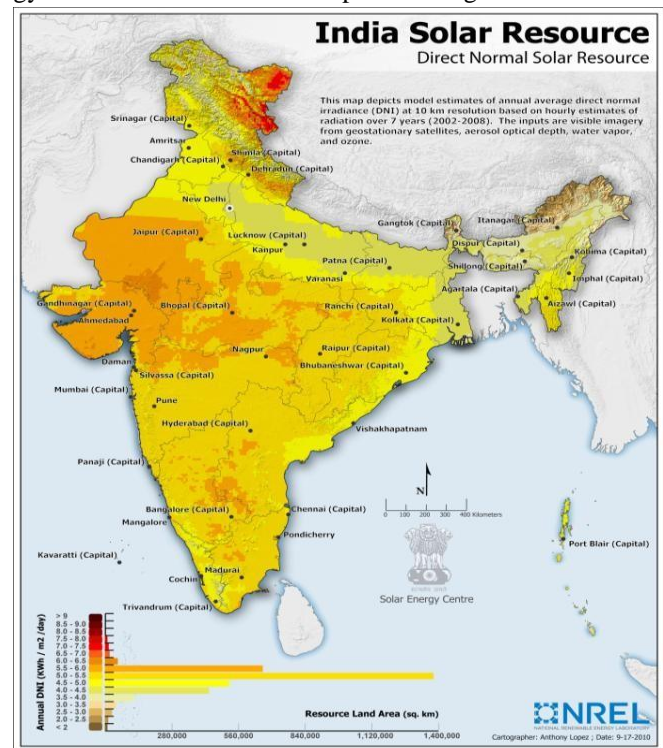 India Solar Resource
Direct Normal Solar Resource
This map depicts model estimates of annual average direct normal
irradiance (DNI) at 10 km resolution based on hourly estimates of
radiation over 7 years (2002-2008). The inputs are visible imagery
from geostationary satellites, aerosol optical depth, water vapor,
and ozone.
Srinagar (Capital)
Amritsar
Shimla (Capital)
Chandigarh (Capital)
Dehradun (Capital)
New Delhi
Jaipur (Capital)
Lucknow (Capital)
Kanpur
Gangtok (Capital)
Itanagar (Capital)
Dispur (Capital)
Kohima (Capital)
Patna (Capital)
Shillong (Capital)
Varanasi
Imphal (Capital)
Agartala (Capital)
Aizawl (Capital)
Gandhinagar (Capital)
Bhopal (Capital)
Ranchi (Capital)
Ahmedabad
Kolkata (Capital)
Nagpur
Raipur (Capital)
Daman
Bhubaneshwar (Capital)
Silvassa (Capital)
Mumbai (Capital)
Pune
Hyderabad (Capital)
Vishakhapatnam
Panaji (Capital)
N
0 100 200 300 400 Kilometers
Bangalore (Capital)
Chennai (Capital)
Mangalore
Pondicherry
Port Blair (Capital)
Kavaratti (Capital)
Madurai
Cochin
Solar Energy Centre
Trivandrum (Capital)
Annual DNI (KWh / m2 /day)
> 9
8.5 - 9.0
8.0 - 8.5
7.5 - 8.0
7.0 - 7.5
6.5 - 7.0
6.0 - 6.5
5.5 - 6.0
5.0 - 5.5
4.5 - 5.0
4.0 - 4.5
3.5 - 4.0
3.0 - 3.5
2.5 - 3.0
2.0 - 2.5
< 2
Resource Land Area (sq. km)
280,000 560,000 840,000 1,120,000 1,400,000
NREL
NATIONAL RENEWABLE ENERGY LABORATORY
Cartographer: Anthony Lopez ; Date: 9-17-2010